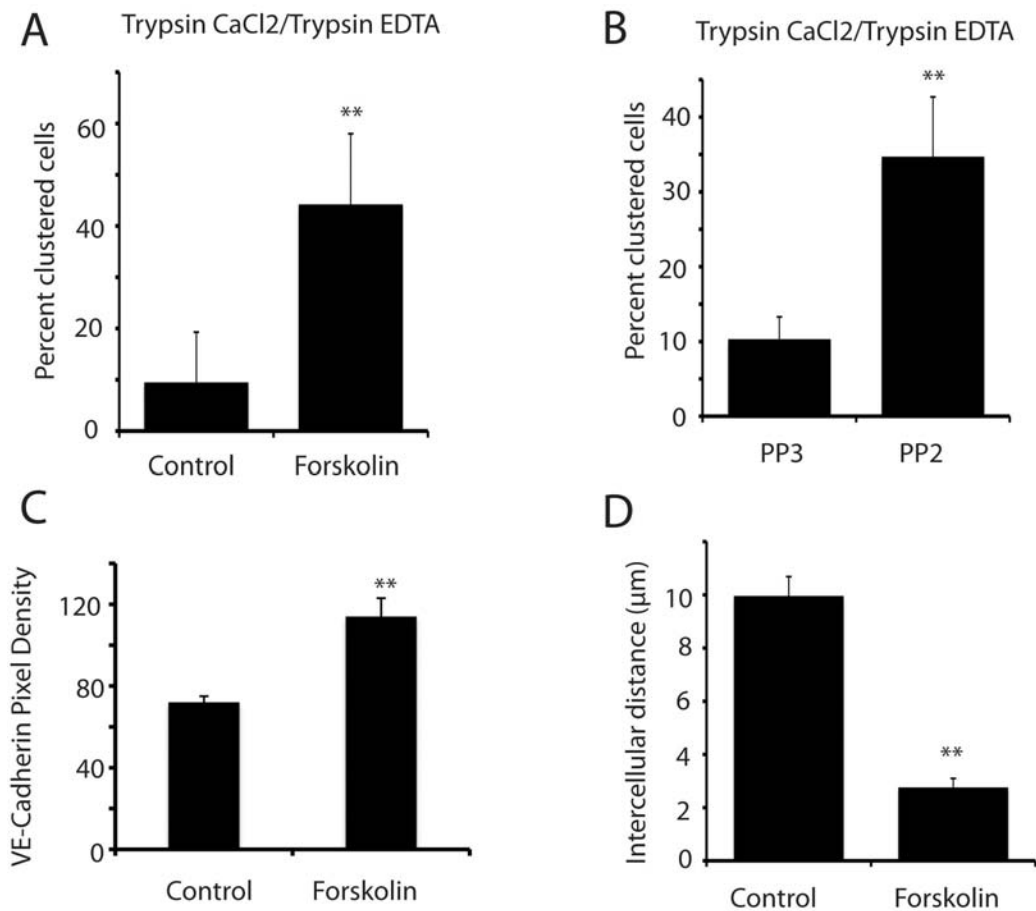 A
Trypsin CaCl2/Trypsin EDTA
Percent clustered cells
60
40
20
0
**
Control
Forskolin
B
Trypsin CaCl2/Trypsin EDTA
Percent clustered cells
40
30
20
10
0
**
PP3
PP2
C
VE-Cadherin Pixel Density
120
80
40
0
**
Control
Forskolin
D
Intercellular distance (µm)
10
8
6
4
2
0
**
Control
Forskolin